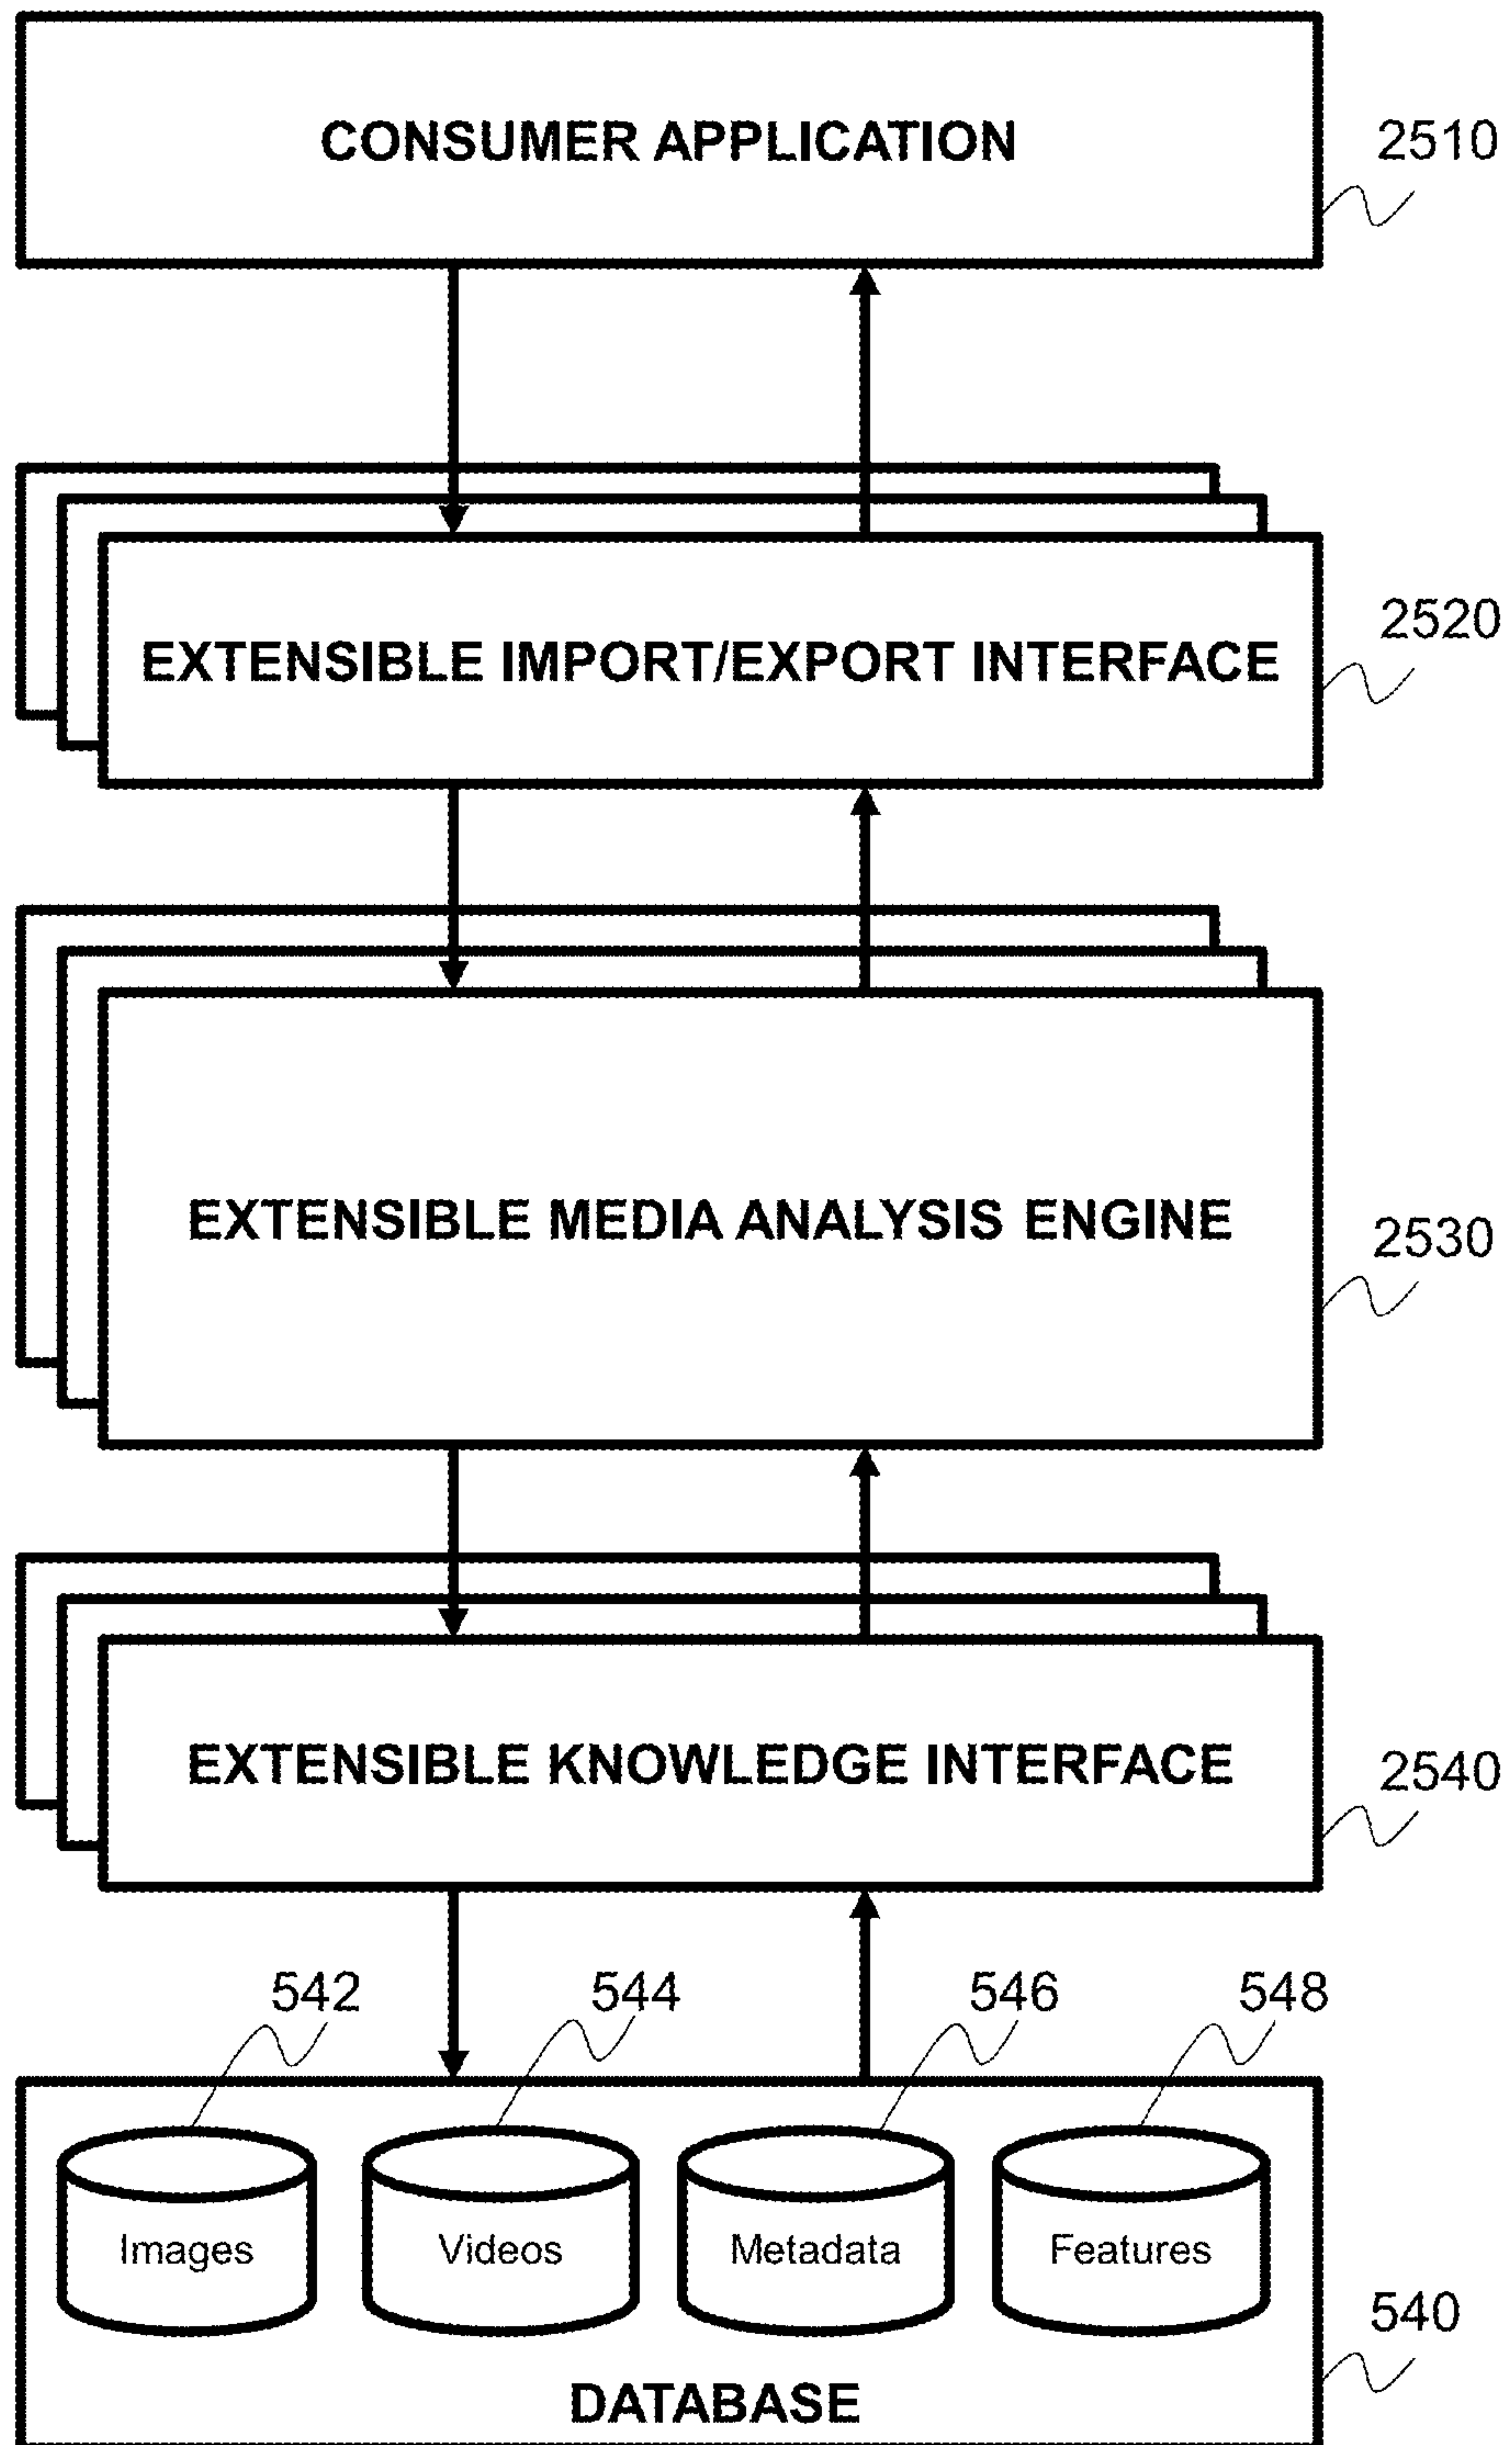 CONSUMER APPLICATION
2510
2520
EXTENSIBLE IMPORT/EXPORT INTERFACE
EXTENSIBLE MEDIA ANALYSIS ENGINE
2530
EXTENSIBLE KNOWLEDGE INTERFACE
2540
542
544
546
548
Images
Videos
Metadata
Features
540
DATABASE